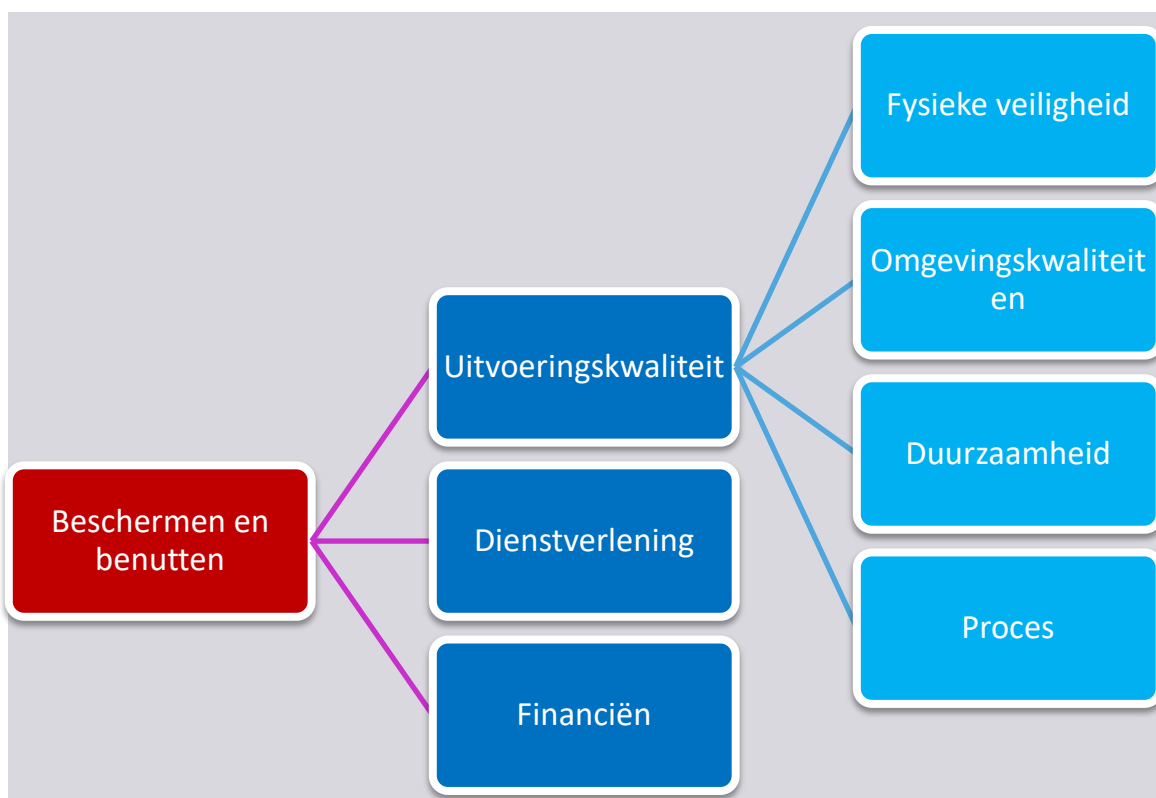 Fysieke veiligheid
Omgevingskwaliteit
en
Uitvoeringskwaliteit
Duurzaamheid
Beschermen en
benutten
Dienstverlening
Proces
Financiën